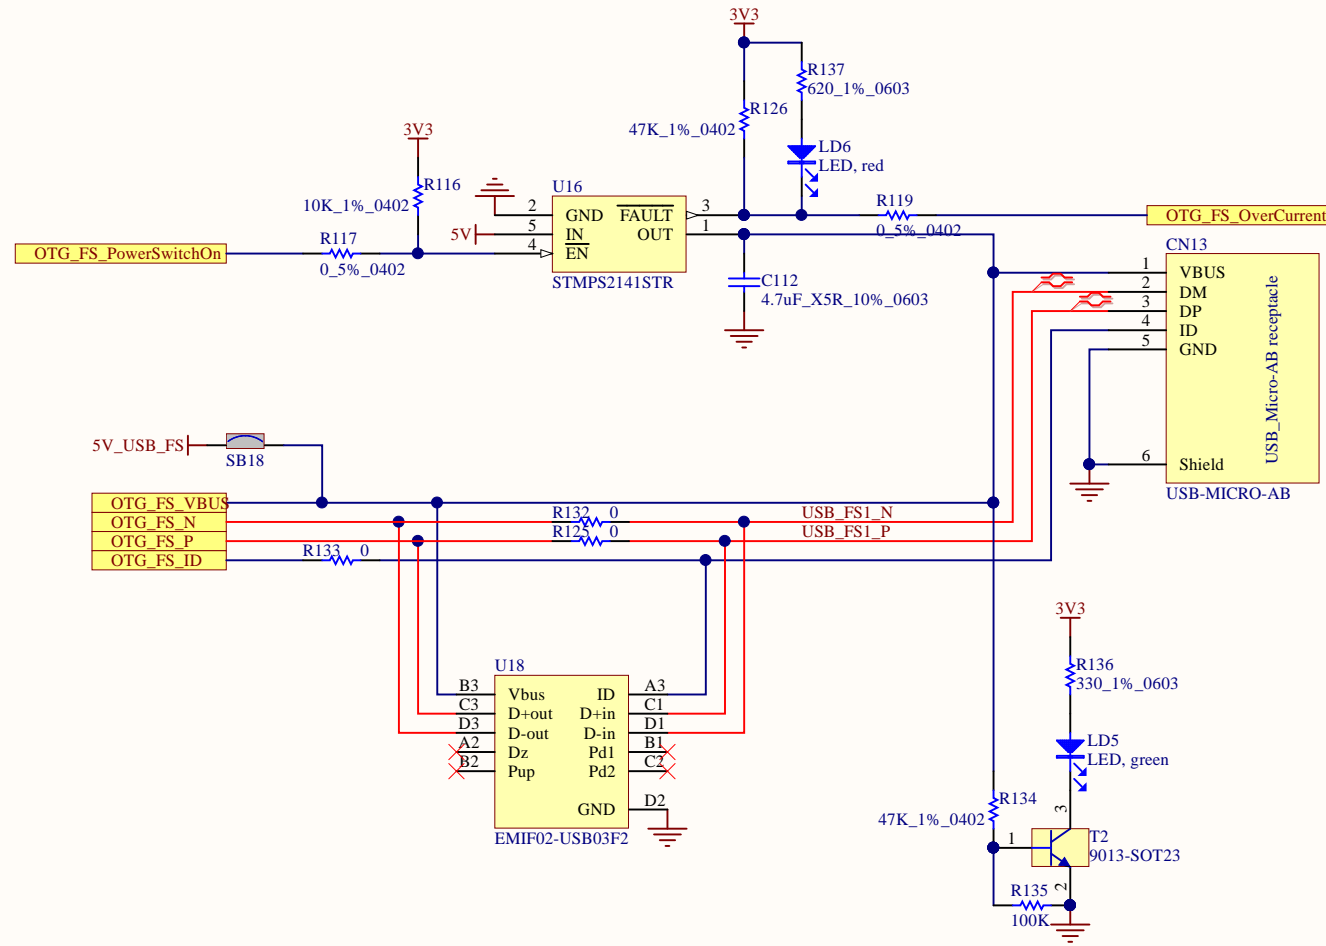 3V3
R137
620_1%_0603
R126
47K_1%_0402
3V3
LD6
LED, red
R116
10K_1%_0402
U16
2
GND
FAULT
3
5V
5
IN
OUT
1
4
EN
STMPS2141STR
R119
0_5%_0402
OTG_FS_OverCurrent
OTG_FS_PowerSwitchOn
R117
0_5%_0402
C112
4.7uF_X5R_10%_0603
CN13
1
VBUS
2
DM
3
DP
4
ID
5
GND
6
Shield
USB_Micro-AB receptacle
USB-MICRO-AB
5V_USB_FS
SB18
OTG_FS_VBUS
OTG_FS_N
R132
0
USB_FS1_N
OTG_FS_P
R125
0
USB_FS1_P
OTG_FS_ID
R133
0
U18
B3
Vbus
ID
A3
C3
D+out
D+in
C1
D3
D-out
D-in
D1
A2
Dz
Pd1
B1
B2
Pup
Pd2
C2
GND
D2
EMIF02-USB03F2
3V3
R136
330_1%_0603
LD5
LED, green
R134
47K_1%_0402
3
1
T2
9013-SOT23
2
R135
100K